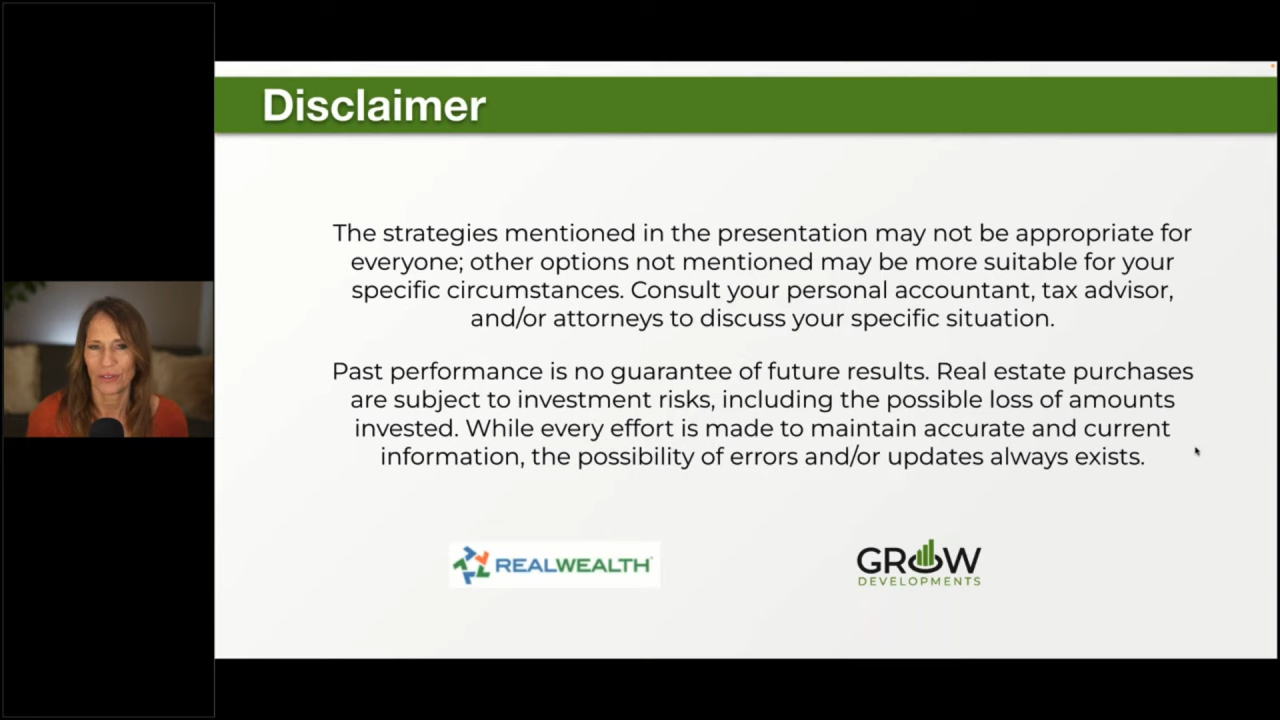 Disclaimer
The strategies mentioned in the presentation may not be appropriate for
everyone; other options not mentioned may be more suitable for your
specific circumstances. Consult your personal accountant, tax advisor,
and/or attorneys to discuss your specific situation.
Past performance is no guarantee of future results. Real estate purchases
are subject to investment risks, including the possible loss of amounts
invested. While every effort is made to maintain accurate and current
information, the possibility of errors and/or updates always exists.
REALWEALTH
GROW
DEVELOPMENTS